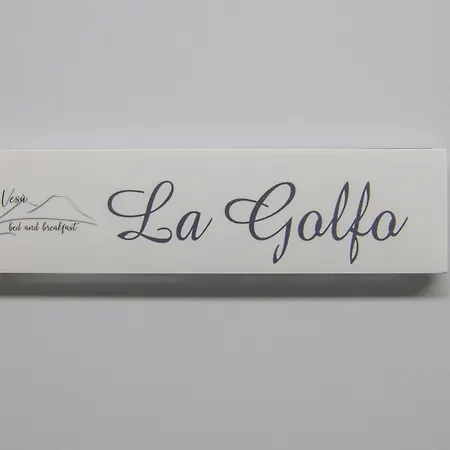 Vesù
bed and breakfast
La Golfo